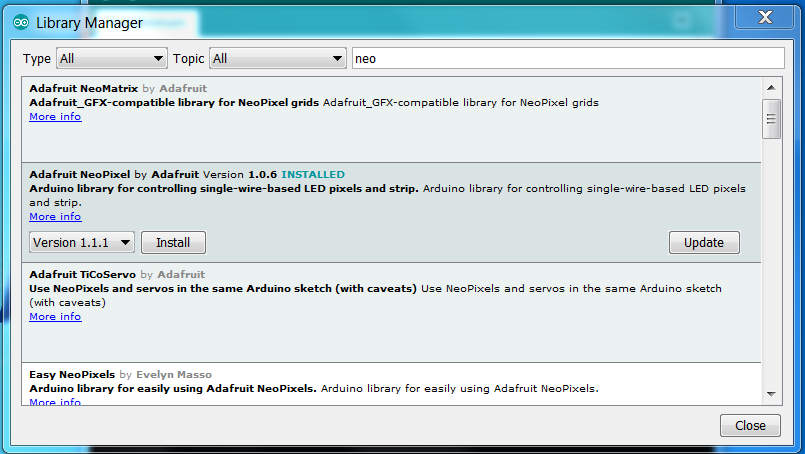 Library Manager
Type All Topic All neo
Adafruit NeoMatrix by Adafruit
Adafruit_GFX-compatible library for NeoPixel grids Adafruit_GFX-compatible library for NeoPixel grids
More info
Adafruit NeoPixel by Adafruit Version 1.0.6 INSTALLED
Arduino library for controlling single-wire-based LED pixels and strip. Arduino library for controlling single-wire-based LED pixels
and strip.
More info
Version 1.1.1 Install Update
Adafruit TiCoServo by Adafruit
Use NeoPixels and servos in the same Arduino sketch (with caveats) Use NeoPixels and servos in the same Arduino sketch
(with caveats)
More info
Easy NeoPixels by Evelyn Masso
Arduino library for easily using Adafruit NeoPixels. Arduino library for easily using Adafruit NeoPixels.
More info
Close